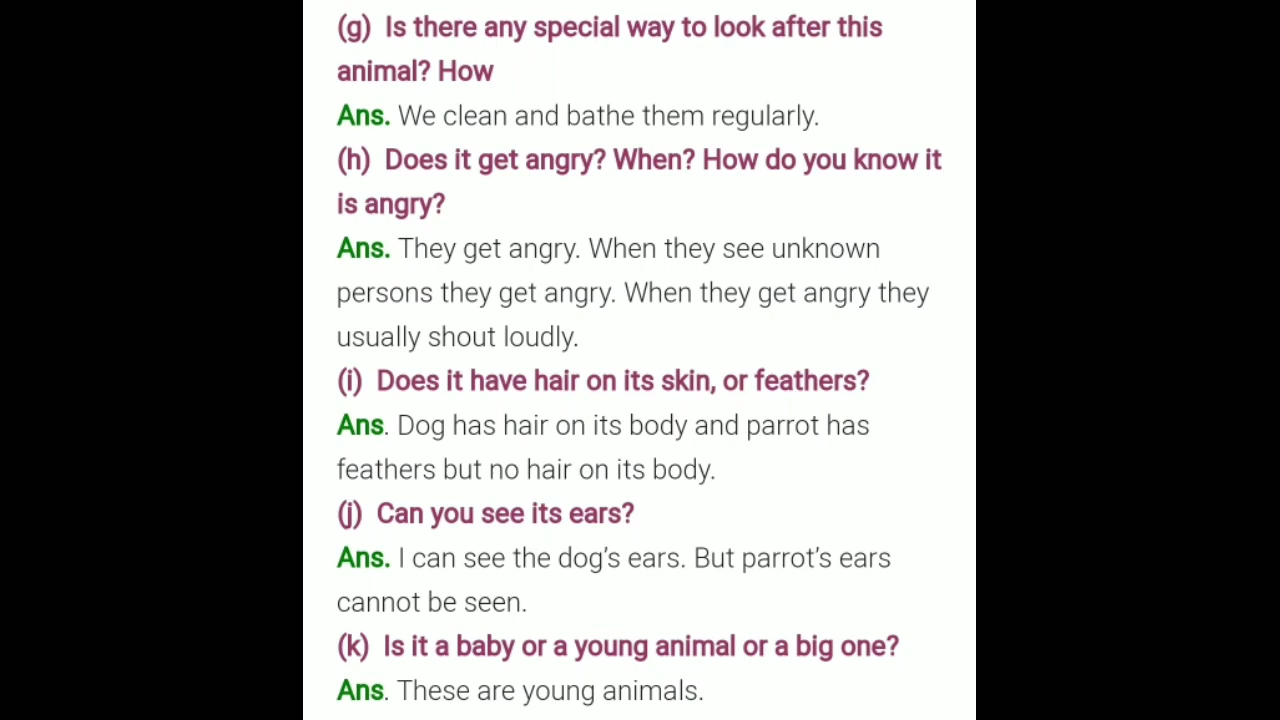 (g) Is there any special way to look after this
animal? How
Ans. We clean and bathe them regularly.
(h) Does it get angry? When? How do you know it
is angry?
Ans. They get angry. When they see unknown
persons they get angry. When they get angry they
usually shout loudly.
(i) Does it have hair on its skin, or feathers?
Ans. Dog has hair on its body and parrot has
feathers but no hair on its body.
(j) Can you see its ears?
Ans. I can see the dog’s ears. But parrot’s ears
cannot be seen.
(k) Is it a baby or a young animal or a big one?
Ans. These are young animals.